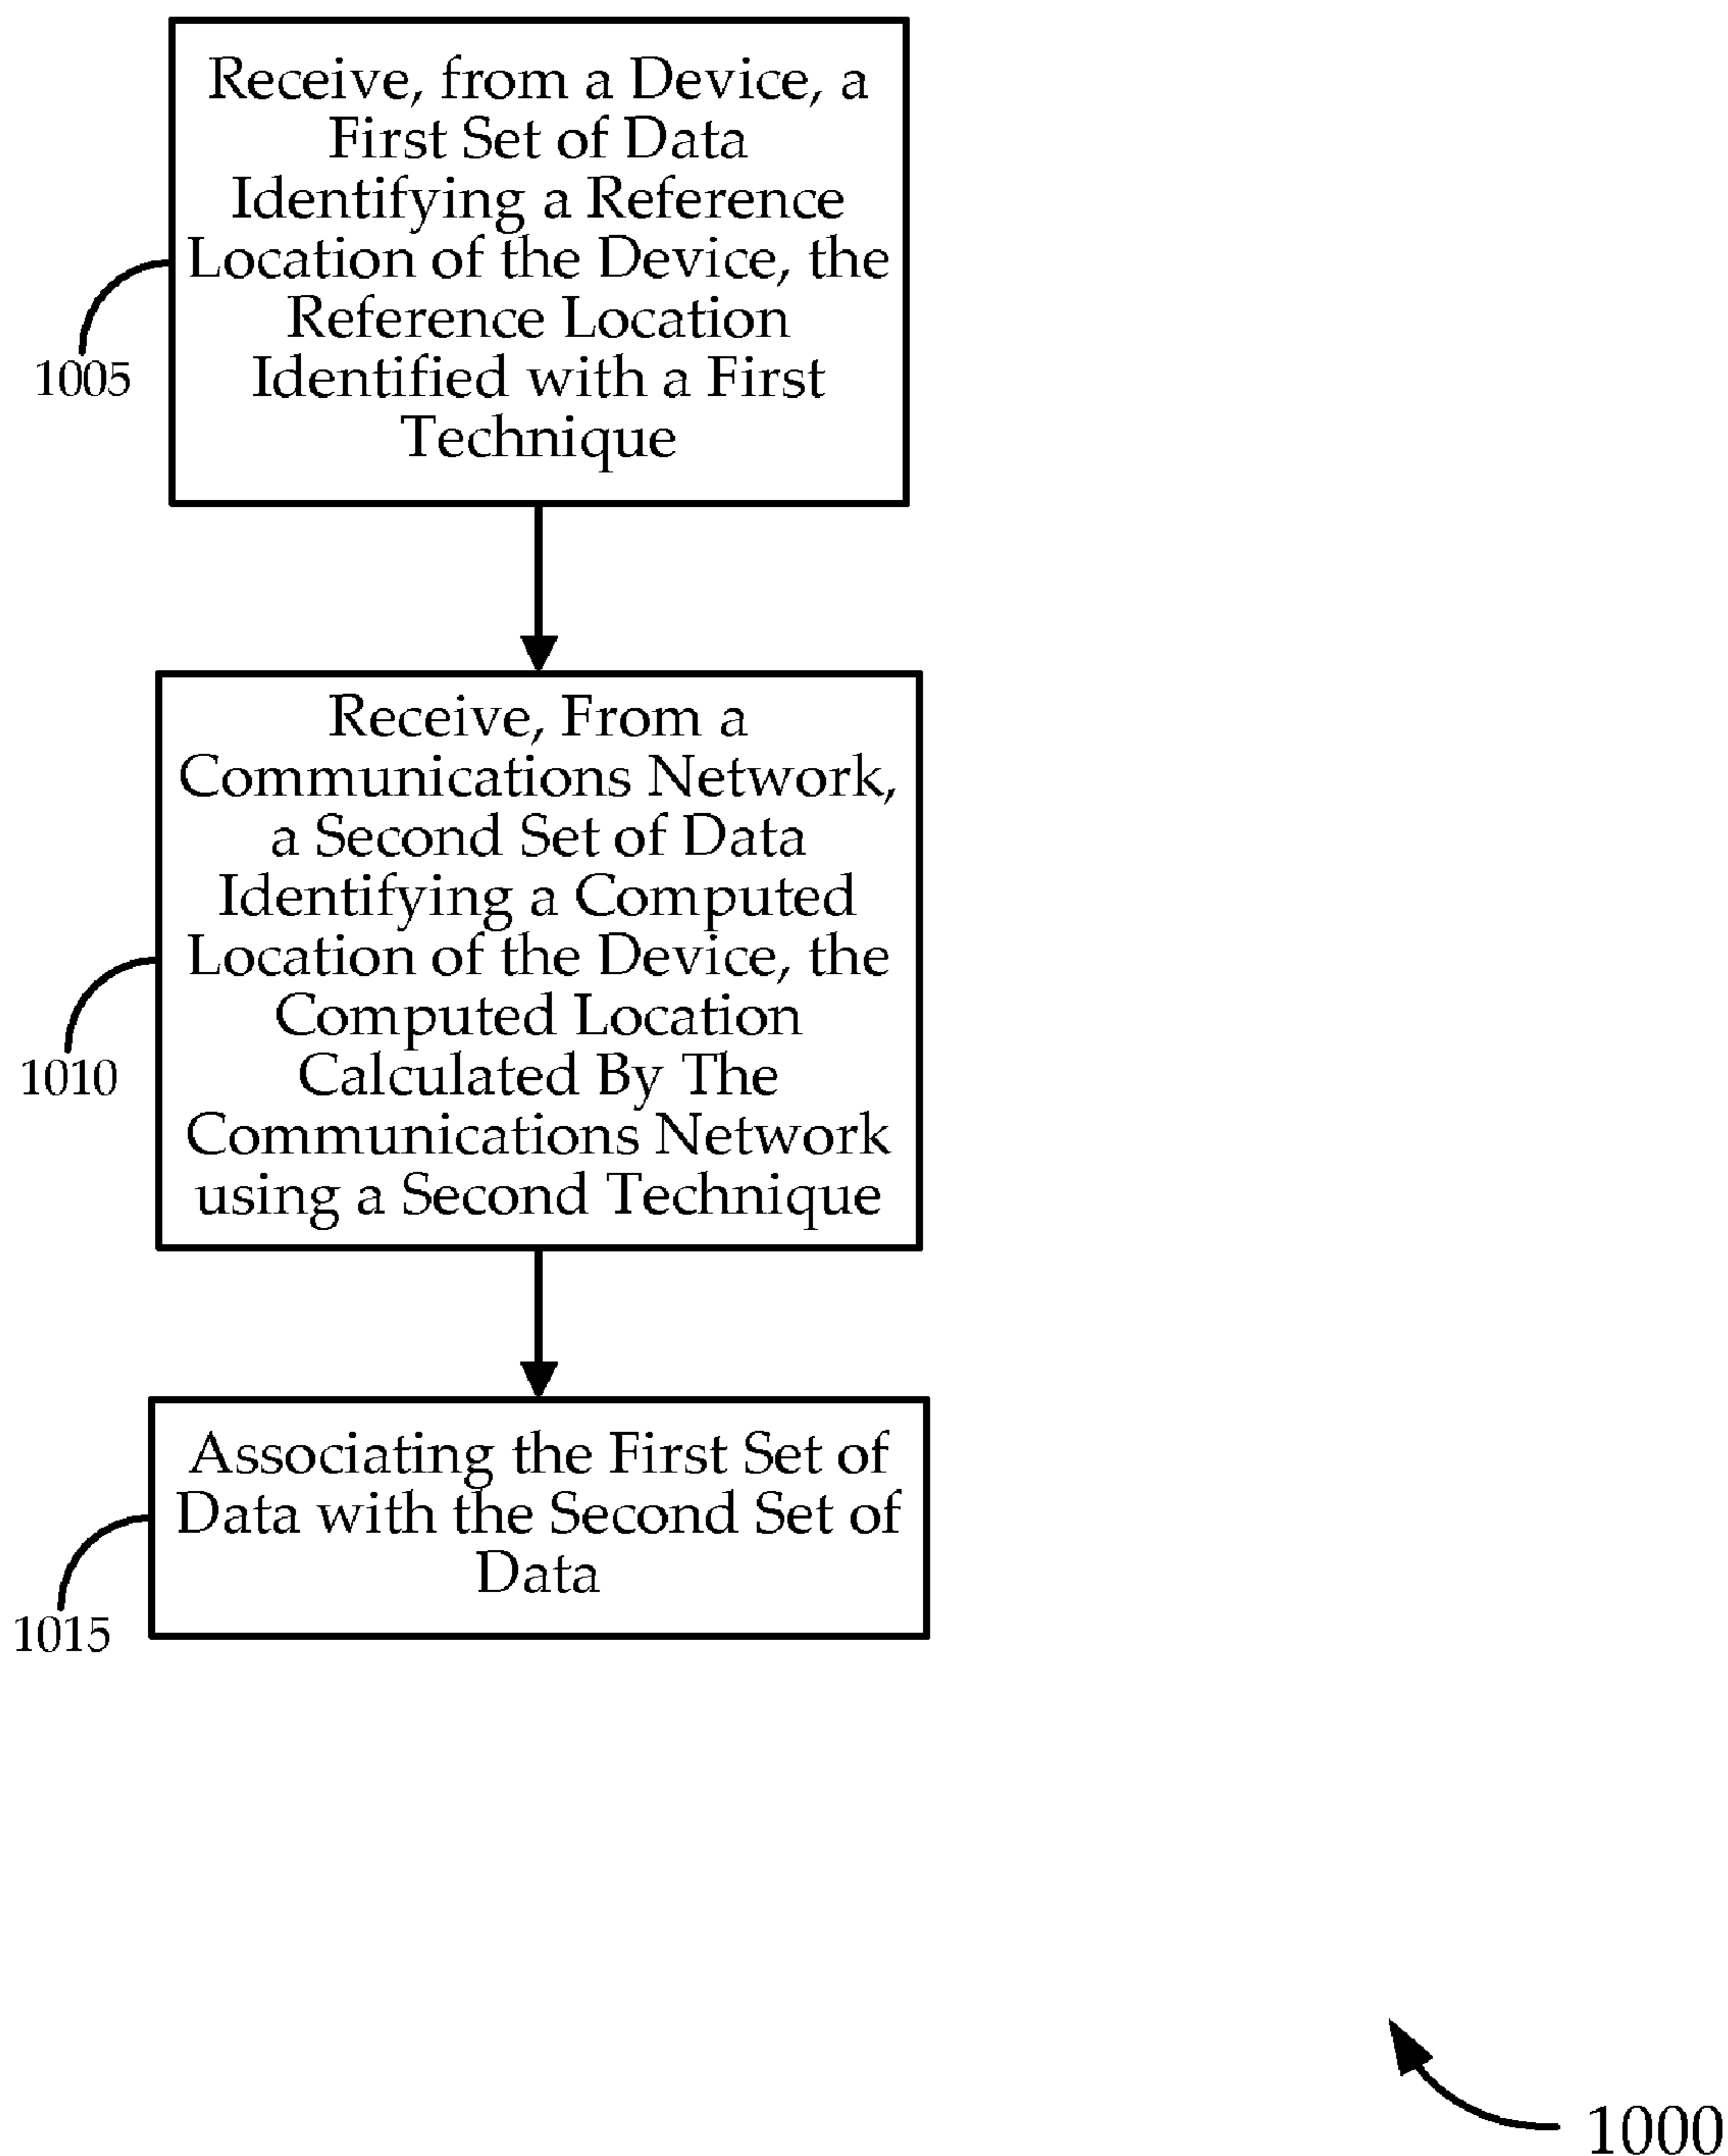 Receive, from a Device, a
First Set of Data
Identifying a Reference
Location of the Device, the
Reference Location
Identified with a First
Technique
1005
Receive, From a
Communications Network,
a Second Set of Data
Identifying a Computed
Location of the Device, the
Computed Location
Calculated By The
Communications Network
using a Second Technique
1010
Associating the First Set of
Data with the Second Set of
Data
1015
1000